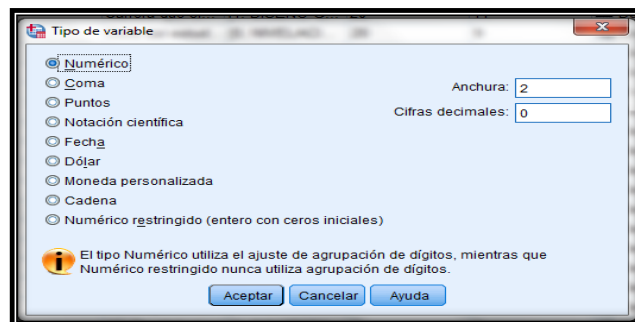 Tipo de variable
Numérico
Coma
Puntos
Notación científica
Fecha
Dólar
Moneda personalizada
Cadena
Numérico restringido (entero con ceros iniciales)
Anchura: 2
Cifras decimales: 0
El tipo Numérico utiliza el ajuste de agrupación de dígitos, mientras que
Numérico restringido nunca utiliza agrupación de dígitos.
Aceptar Cancelar Ayuda